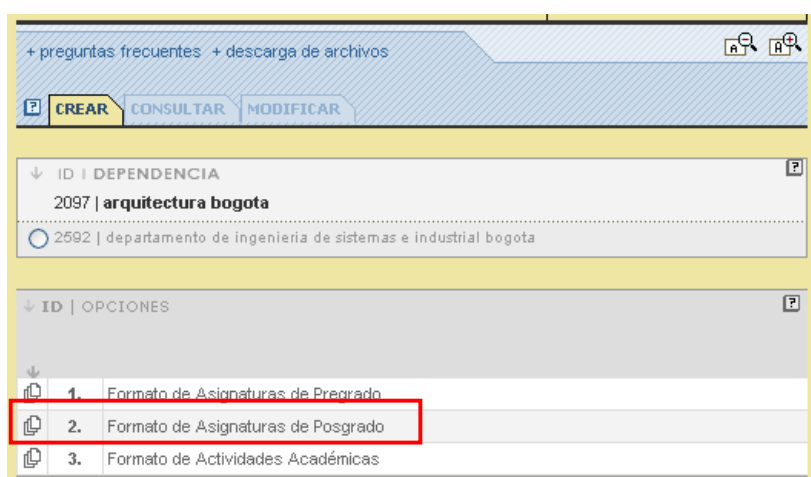 + preguntas frecuentes + descarga de archivos
A A
? CREAR CONSULTAR MODIFICAR
ID | DEPENDENCIA ?
2097 | arquitectura bogota
2592 | departamento de ingenieria de sistemas e industrial bogota
ID | OPCIONES ?
1. Formato de Asignaturas de Pregrado
2. Formato de Asignaturas de Posgrado
3. Formato de Actividades Académicas